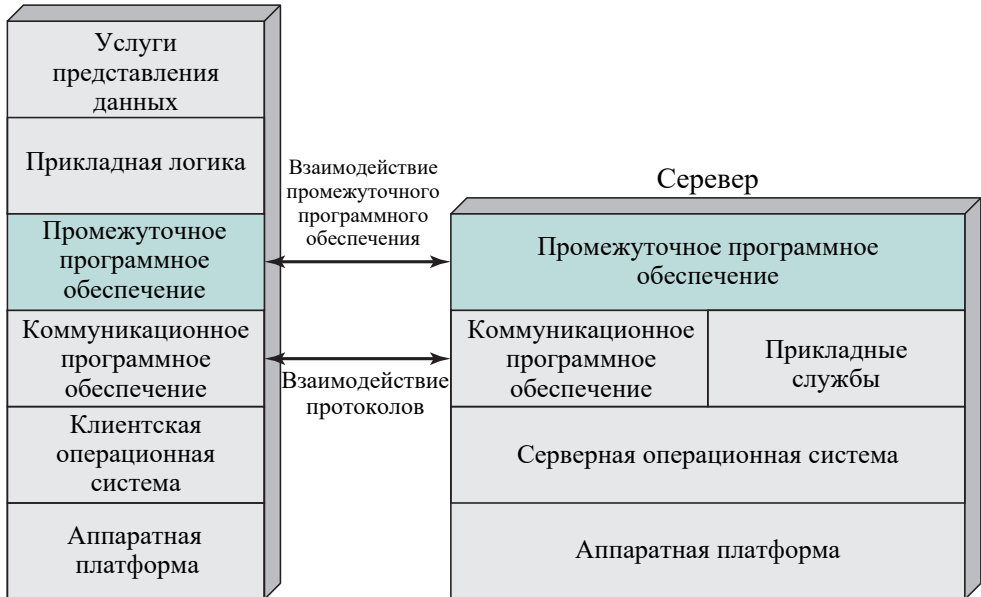 Услуги
представления
данных
Прикладная логика
Промежуточное
программное
обеспечение
Коммуникационное
программное
обеспечение
Клиентская
операционная
система
Аппаратная
платформа
Взаимодействие
промежуточного
программного
обеспечения
Взаимодействие
протоколов
Серевер
Промежуточное программное
обеспечение
Коммуникационное
программное
обеспечение
Прикладные
службы
Серверная операционная система
Аппаратная платформа